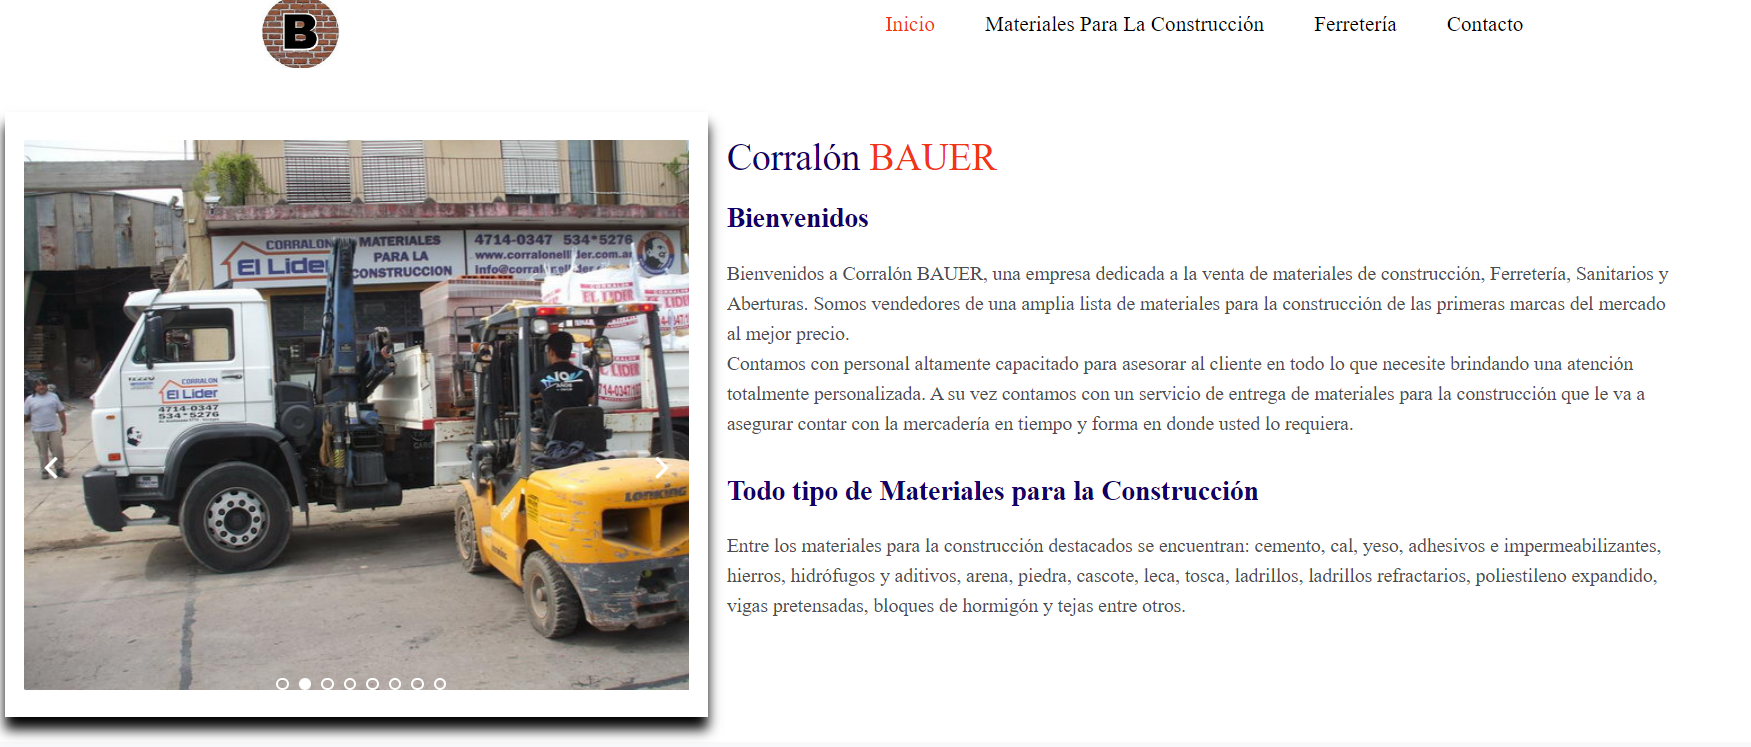 B
Inicio
Materiales Para La Construcción
Ferretería
Contacto
CORRALON
El Lider
MATERIALES
PARA LA
CONSTRUCCION
4714-0347 534*5276
www.corralonellider.com.ar
CORRALON
El Lider
4714-0347
534*5276
EL LIDER
LONKING
Corralón BAUER
Bienvenidos
Bienvenidos a Corralón BAUER, una empresa dedicada a la venta de materiales de construcción, Ferretería, Sanitarios y
Aberturas. Somos vendedores de una amplia lista de materiales para la construcción de las primeras marcas del mercado
al mejor precio.
Contamos con personal altamente capacitado para asesorar al cliente en todo lo que necesite brindando una atención
totalmente personalizada. A su vez contamos con un servicio de entrega de materiales para la construcción que le va a
asegurar contar con la mercadería en tiempo y forma en donde usted lo requiera.
Todo tipo de Materiales para la Construcción
Entre los materiales para la construcción destacados se encuentran: cemento, cal, yeso, adhesivos e impermeabilizantes,
hierros, hidrófugos y aditivos, arena, piedra, cascote, leca, tosca, ladrillos, ladrillos refractarios, poliestileno expandido,
vigas pretensadas, bloques de hormigón y tejas entre otros.